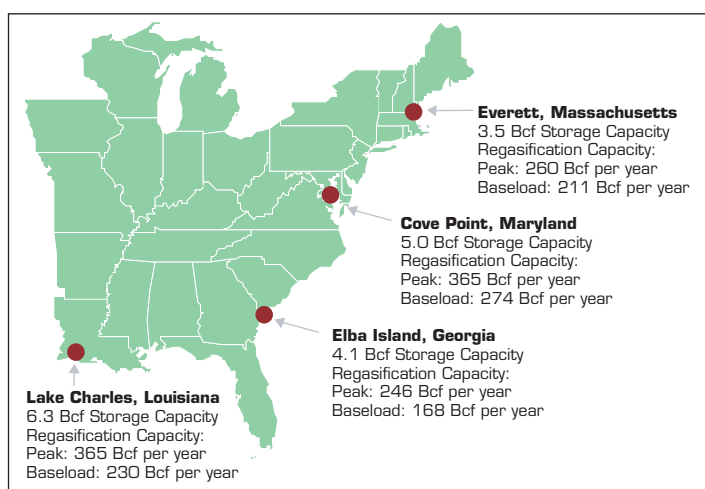 Everett, Massachusetts
3.5 Bcf Storage Capacity
Regasification Capacity:
Peak: 260 Bcf per year
Baseload: 211 Bcf per year
Cove Point, Maryland
5.0 Bcf Storage Capacity
Regasification Capacity:
Peak: 365 Bcf per year
Baseload: 274 Bcf per year
Elba Island, Georgia
4.1 Bcf Storage Capacity
Regasification Capacity:
Peak: 246 Bcf per year
Baseload: 168 Bcf per year
Lake Charles, Louisiana
6.3 Bcf Storage Capacity
Regasification Capacity:
Peak: 365 Bcf per year
Baseload: 230 Bcf per year